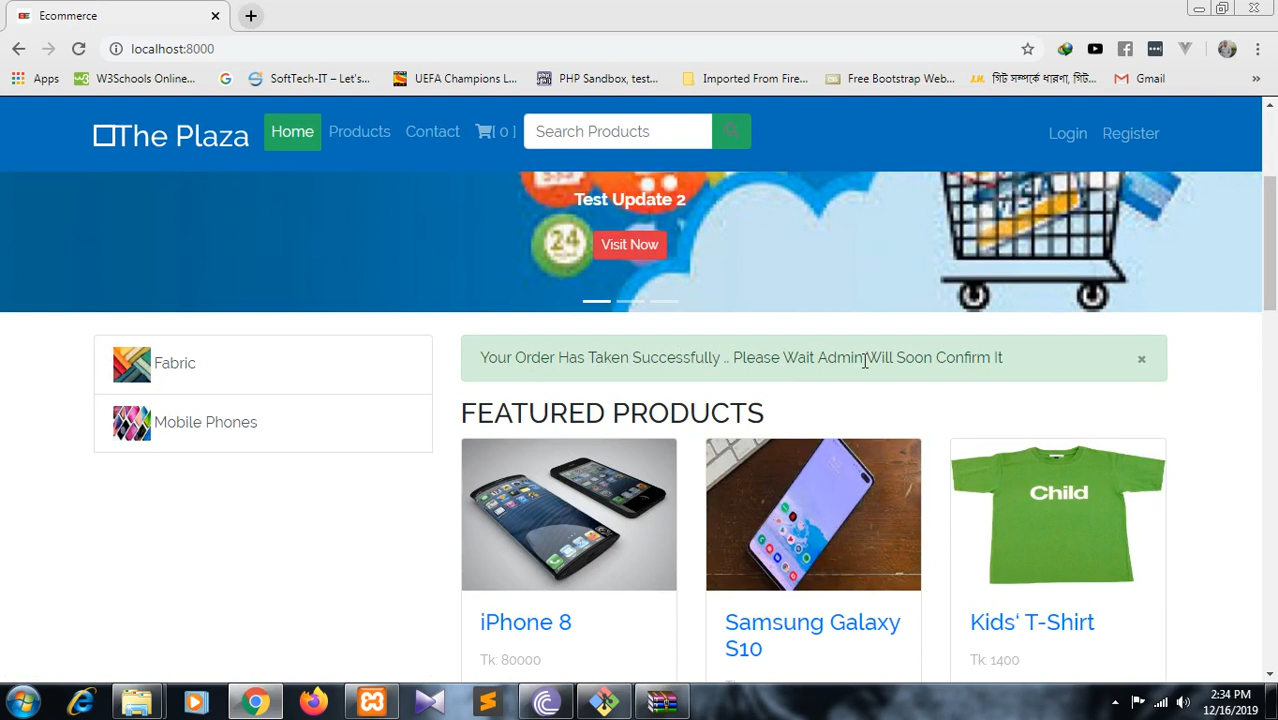 Ecommerce
localhost:8000
Apps
W3Schools Online...
SoftTech-IT – Let's...
UEFA Champions L...
PHP Sandbox, test...
Imported From Fire...
Free Bootstrap Web...
গিট সম্পর্কে ধারণা, গিট...
Gmail
The Plaza
Home
Products
Contact
[ 0 ]
Search Products
Login
Register
Test Update 2
24
Visit Now
Fabric
Mobile Phones
Your Order Has Taken Successfully .. Please Wait Admin Will Soon Confirm It
×
FEATURED PRODUCTS
Child
iPhone 8
Tk: 80000
Samsung Galaxy
S10
Kids‘ T-Shirt
Tk: 1400
2:34 PM
12/16/2019